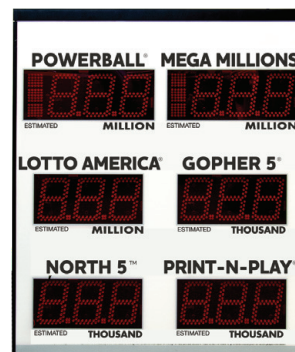 POWERBALL® MEGA MILLIONS
ESTIMATED MILLION ESTIMATED MILLION
LOTTO AMERICA® GOPHER 5®
ESTIMATED MILLION ESTIMATED THOUSAND
NORTH 5™ PRINT-N-PLAY®
ESTIMATED THOUSAND ESTIMATED THOUSAND